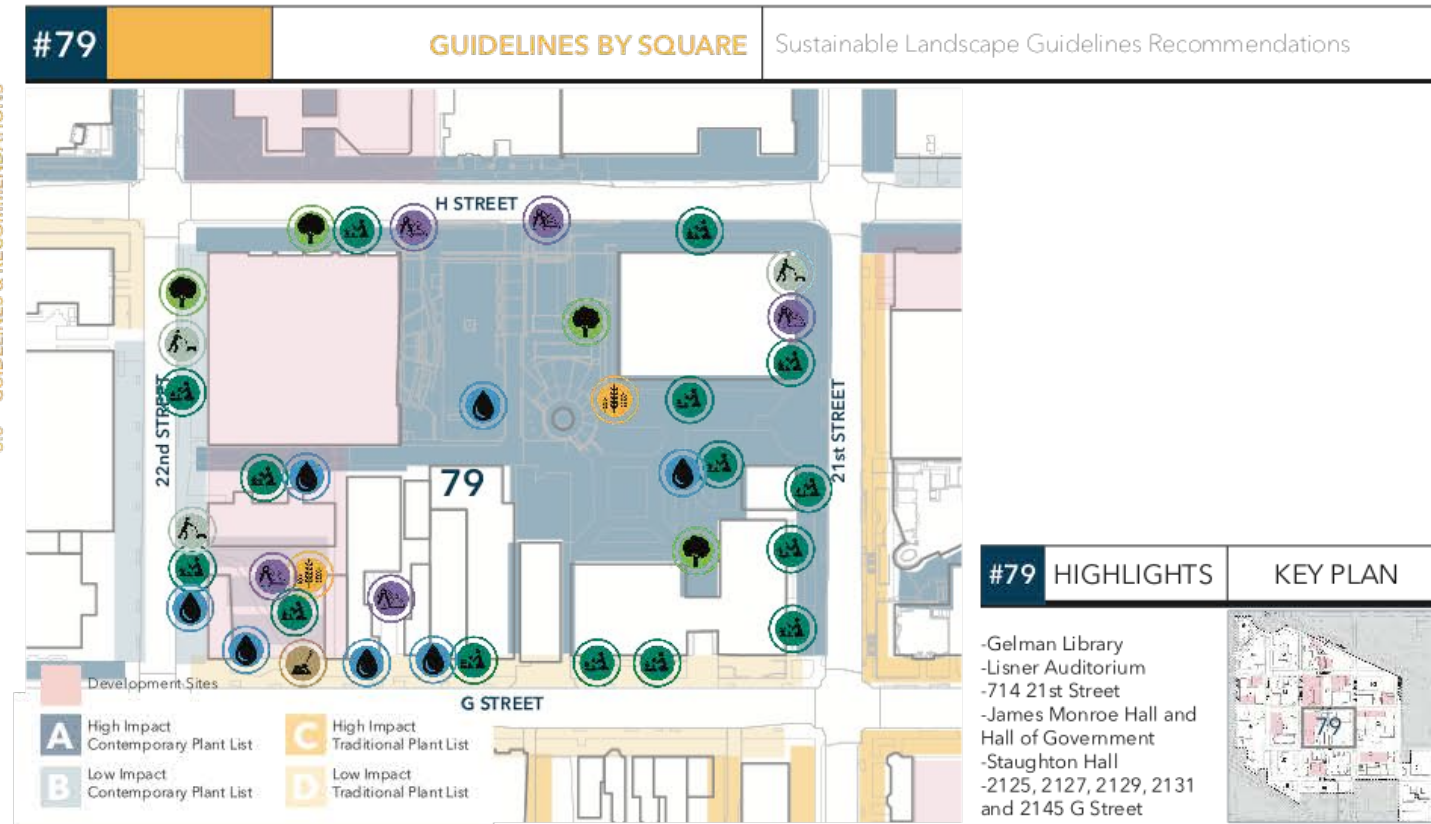 #79
GUIDELINES BY SQUARE
Sustainable Landscape Guidelines Recommendations
H STREET
22nd STREET
21st STREET
79
G STREET
Development Sites
A
High Impact
Contemporary Plant List
B
Low Impact
Contemporary Plant List
C
High Impact
Traditional Plant List
D
Low Impact
Traditional Plant List
#79
HIGHLIGHTS
KEY PLAN
-Gelman Library
-Lisner Auditorium
-714 21st Street
-James Monroe Hall and
Hall of Government
-Staughton Hall
-2125, 2127, 2129, 2131
and 2145 G Street
79